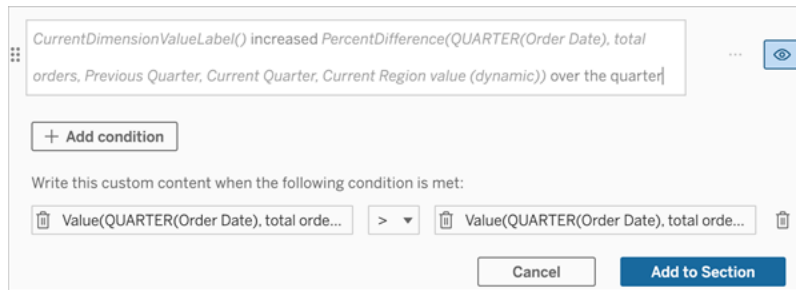 CurrentDimensionValueLabel() increased PercentDifference(QUARTER(Order Date), total
orders, Previous Quarter, Current Quarter, Current Region value (dynamic)) over the quarter
+ Add condition
Write this custom content when the following condition is met:
Value(QUARTER(Order Date), total orde... > Value(QUARTER(Order Date), total orde...
Cancel Add to Section